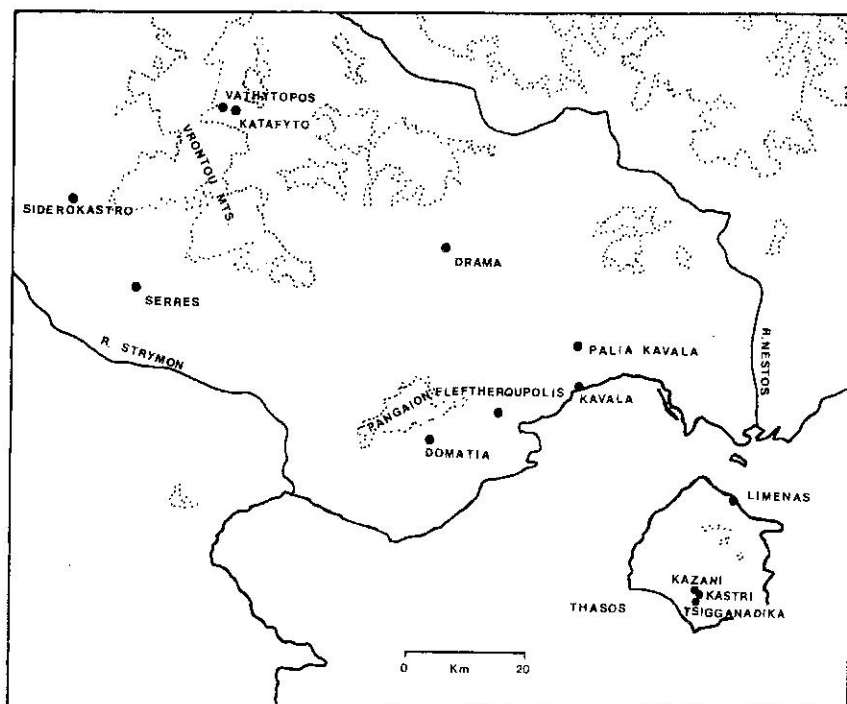 VATHYTOPOS
KATAFYTO
VRONTOU MTS
SIDEROKASTRO
DRAMA
SERRES
R. STRYMON
PALIA KAVALA
R. NESTOS
PANGAION
ELEFTHEROUPOLIS
KAVALA
DOMATIA
LIMENAS
KAZANI
KASTRI
THASOS
TSIGGANADIKA
0 Km 20